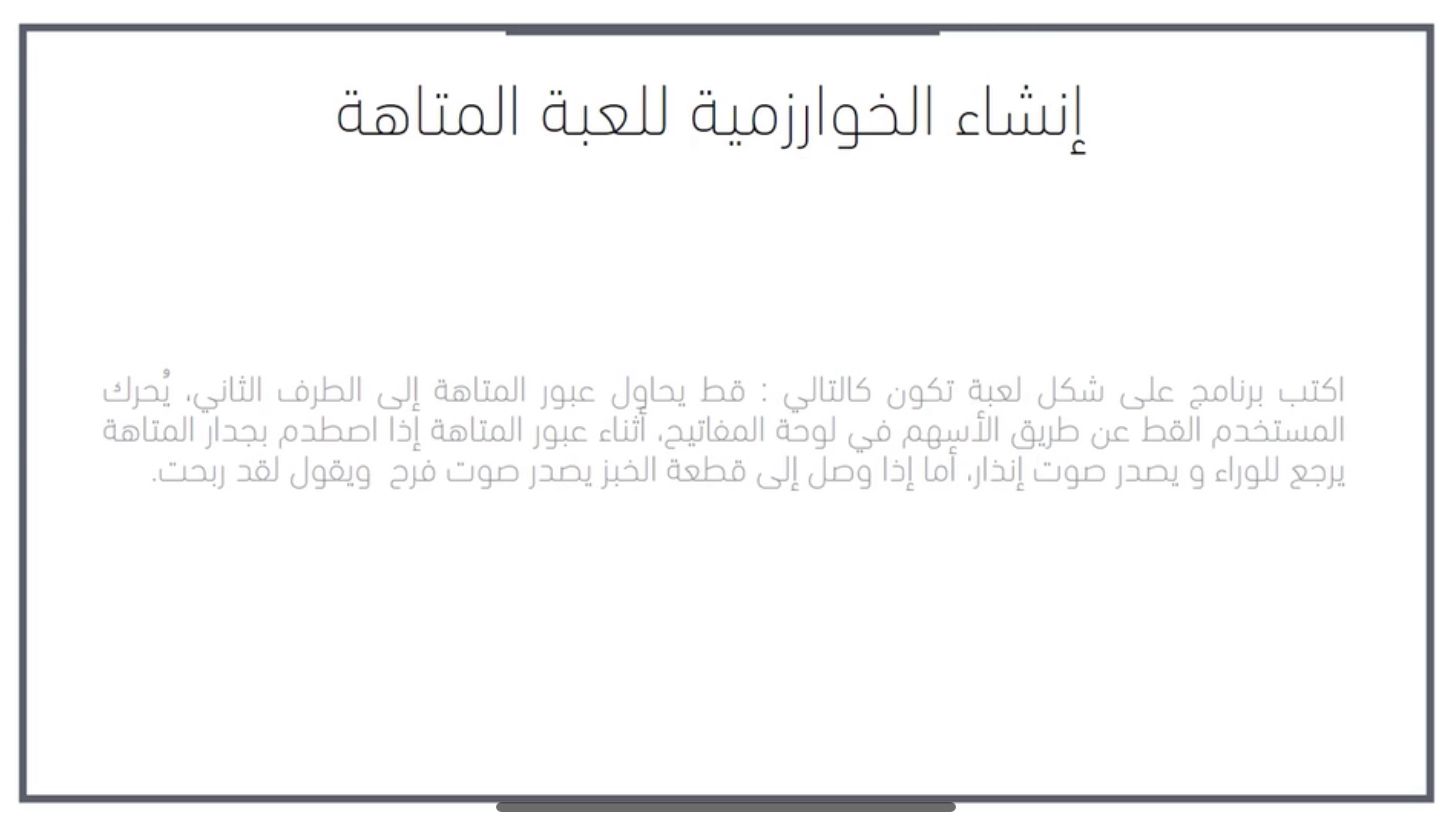 إنشاء الخوارزمية للعبة المتاهة
اكتب برنامج على شكل لعبة تكون كالتالي : قط يحاول عبور المتاهة إلى الطرف الثاني، يُحرك
المستخدم القط عن طريق الأسهم في لوحة المفاتيح، أثناء عبور المتاهة إذا اصطدم بجدار المتاهة
يرجع للوراء و يصدر صوت إنذار، أما إذا وصل إلى قطعة الخبز يصدر صوت فرح ويقول لقد ربحت.